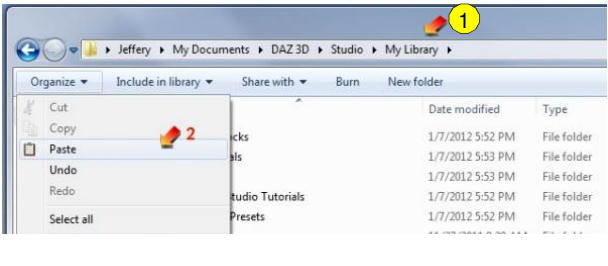 1
Jeffery ▸ My Documents ▸ DAZ 3D ▸ Studio ▸ My Library ▸
Organize Include in library Share with Burn New folder
Date modified Type
Cut
Copy
2
cks 1/7/2012 5:52 PM File folder
Paste
als 1/7/2012 5:53 PM File folder
Undo
1/7/2012 5:53 PM File folder
Redo
tudio Tutorials 1/7/2012 5:52 PM File folder
Select all
Presets 1/7/2012 5:52 PM File folder